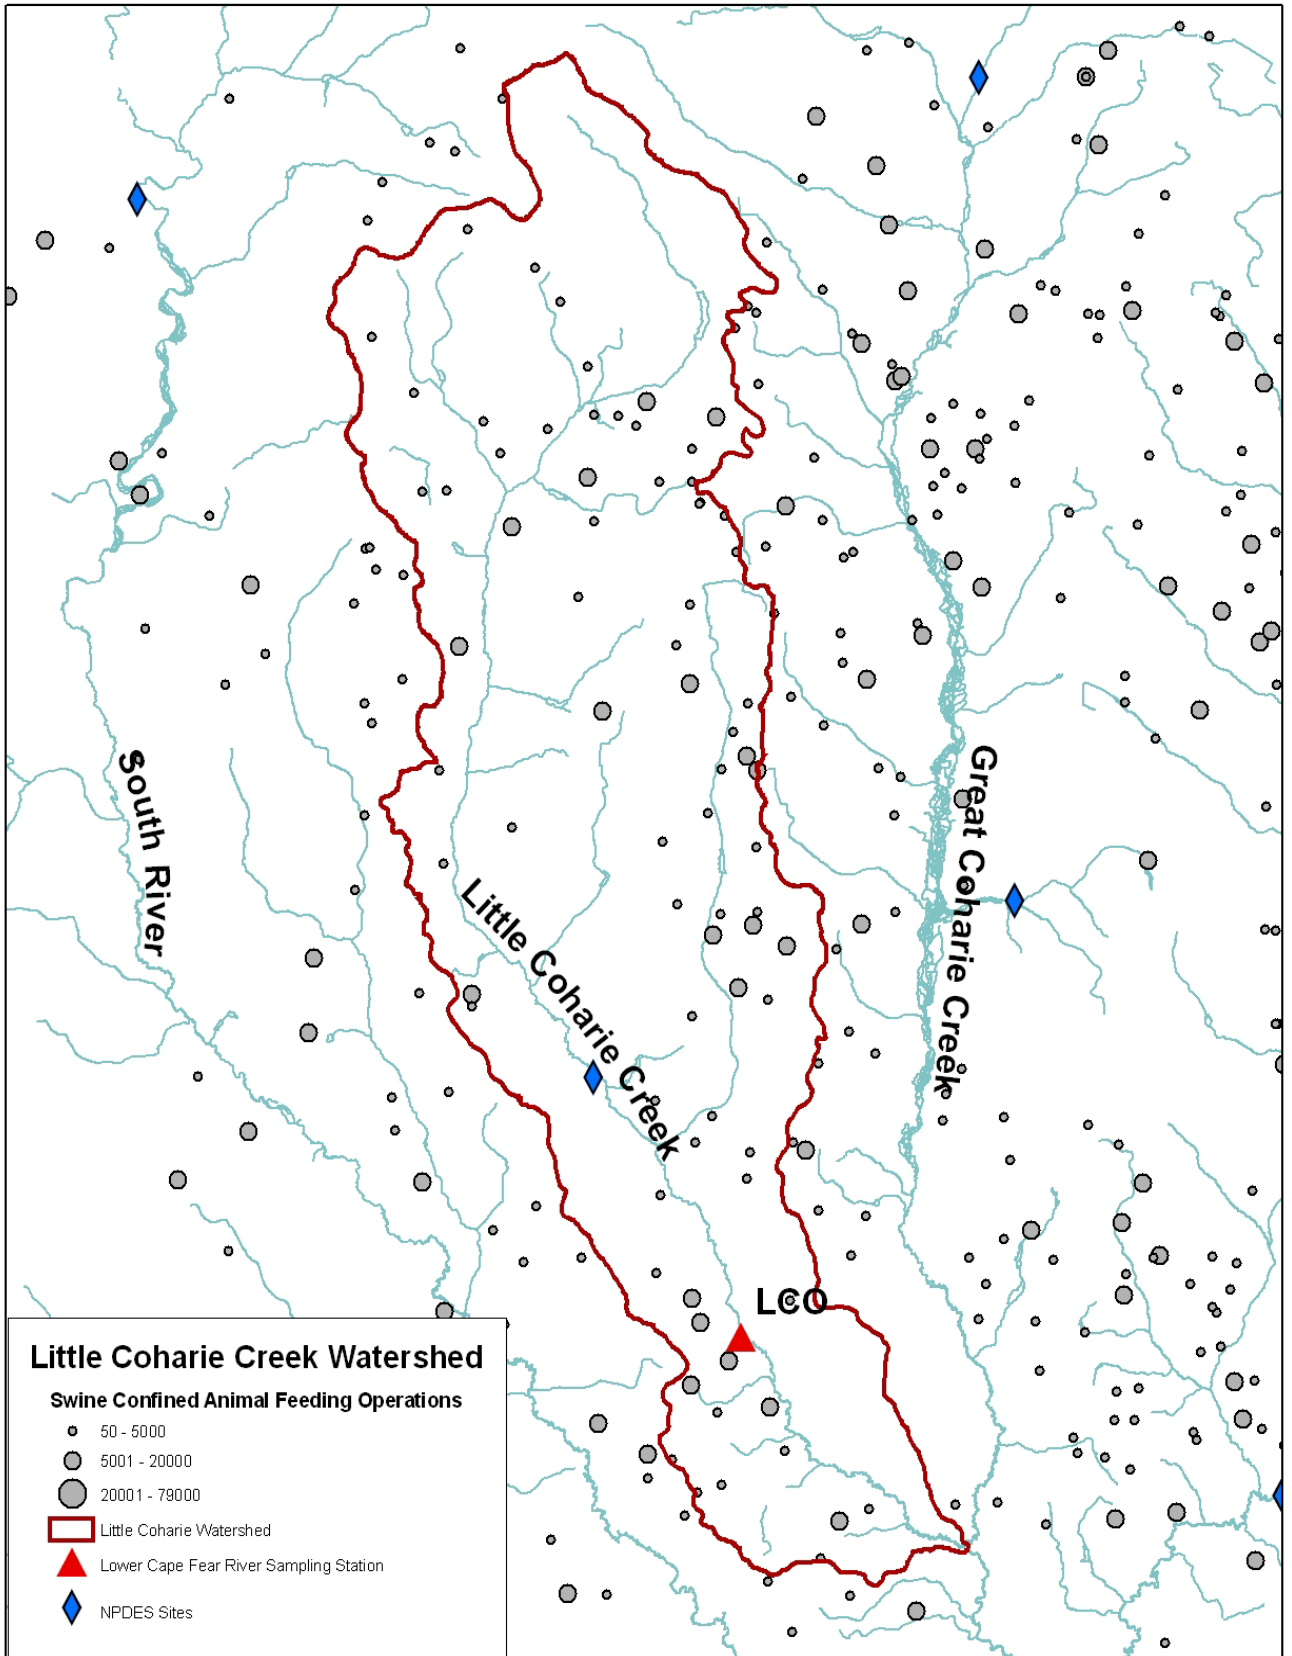 South River
Great Coharie Creek
Little Coharie Creek
LCO
Little Coharie Creek Watershed
Swine Confined Animal Feeding Operations
50 - 5000
5001 - 20000
20001 - 79000
Little Coharie Watershed
Lower Cape Fear River Sampling Station
NPDES Sites